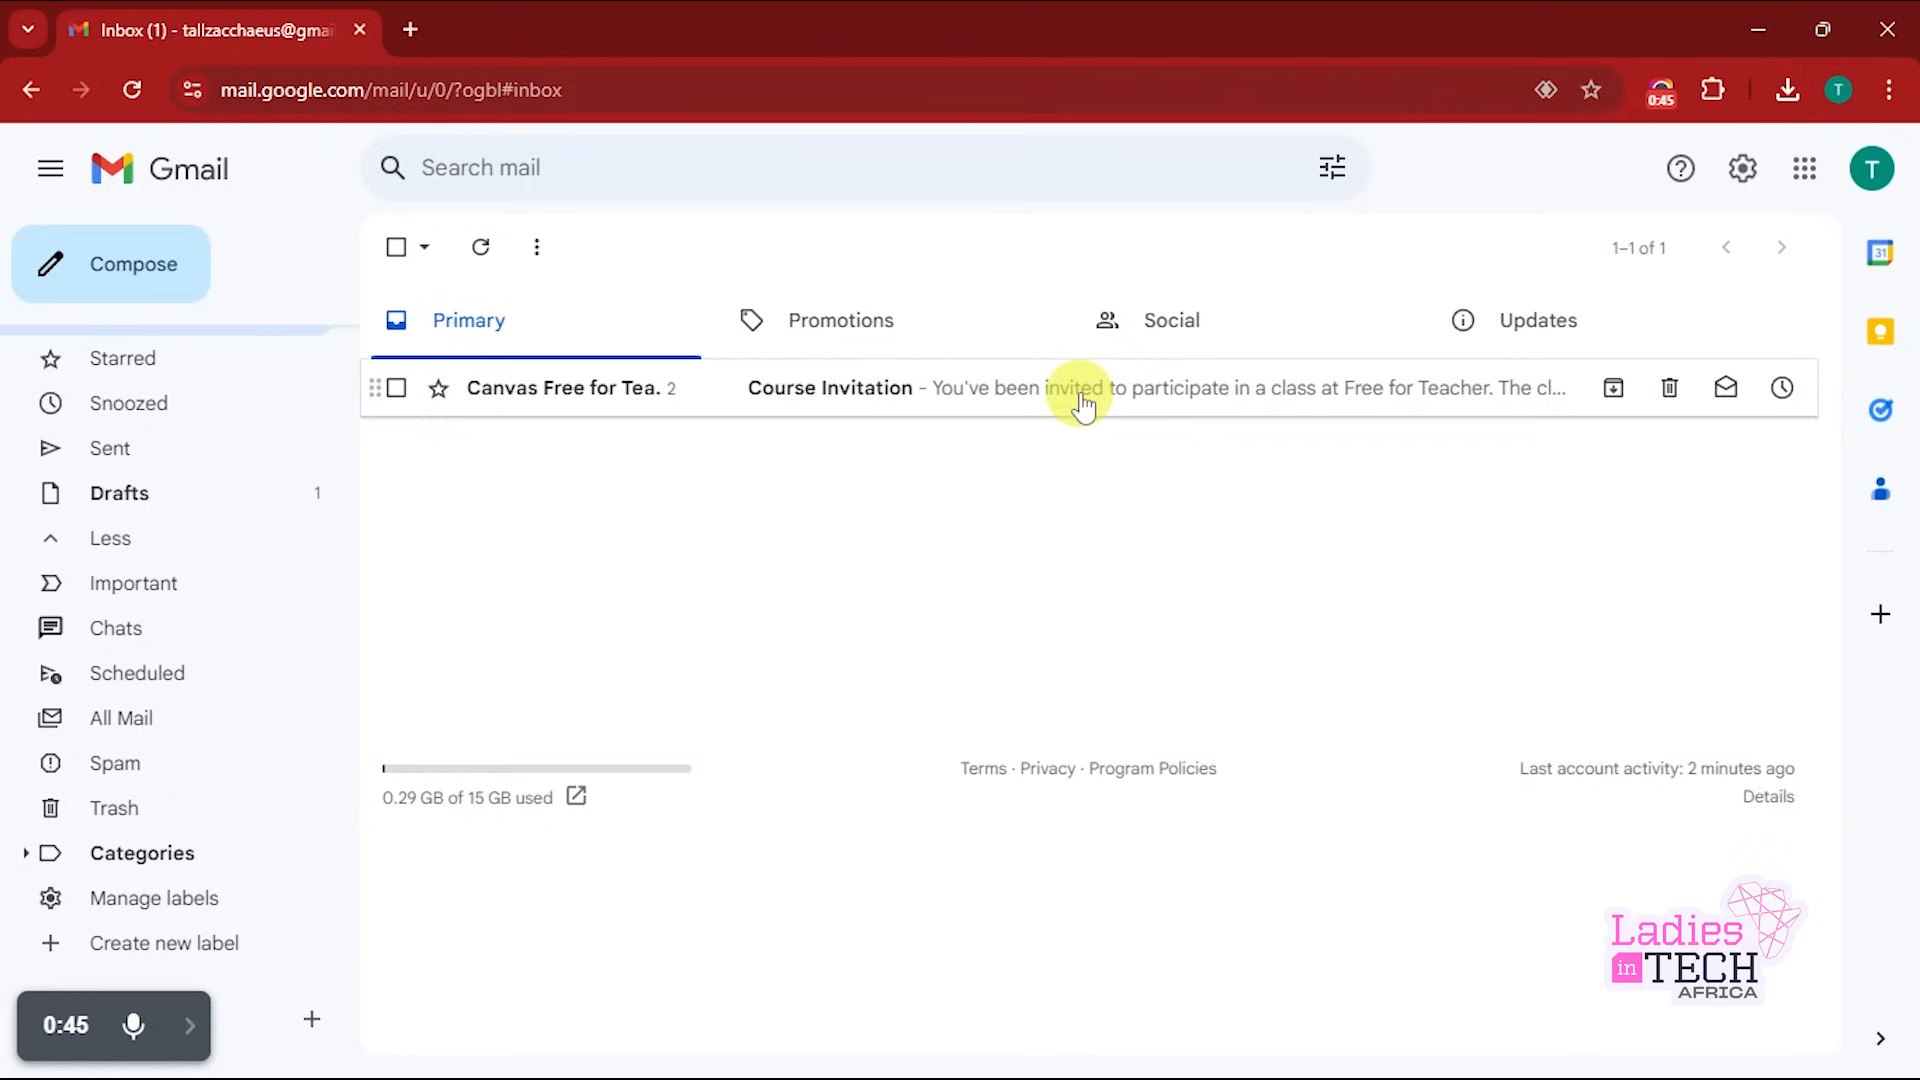 Inbox (1) - tallzacchaeus@gmai
mail.google.com/mail/u/0/?ogbl#inbox
0:45
T
Gmail
Search mail
T
Compose
1–1 of 1
31
Primary
Promotions
Social
Updates
Canvas Free for Tea. 2
Course Invitation - You've been invited to participate in a class at Free for Teacher. The cl...
Starred
Snoozed
Sent
Drafts 1
Less
Important
Chats
Scheduled
All Mail
Spam
Trash
Categories
Manage labels
Create new label
0.29 GB of 15 GB used
Terms · Privacy · Program Policies
Last account activity: 2 minutes ago
Details
Ladies
in TECH
AFRICA
0:45